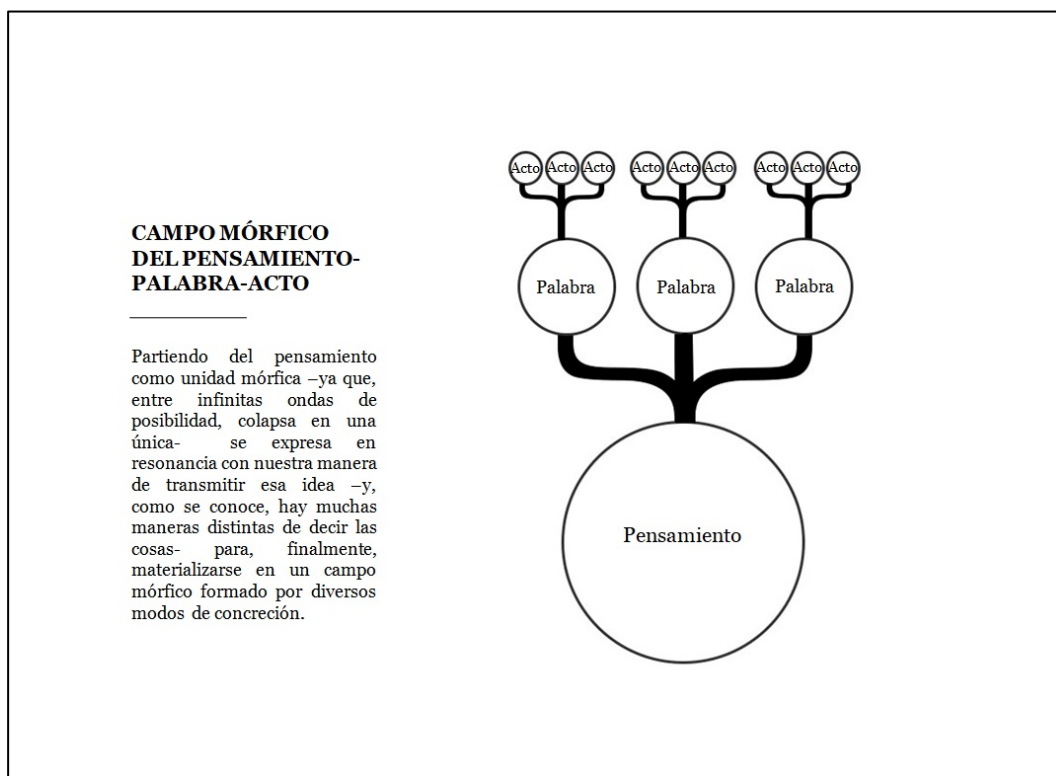 CAMPO MÓRFICO
DEL PENSAMIENTO-
PALABRA-ACTO
Partiendo del pensamiento
como unidad mórfica –ya que,
entre infinitas ondas de
posibilidad, colapsa en una
única- se expresa en
resonancia con nuestra manera
de transmitir esa idea –y,
como se conoce, hay muchas
maneras distintas de decir las
cosas- para, finalmente,
materializarse en un campo
mórfico formado por diversos
modos de concreción.
Acto Acto Acto Acto Acto Acto Acto Acto Acto
Palabra Palabra Palabra
Pensamiento